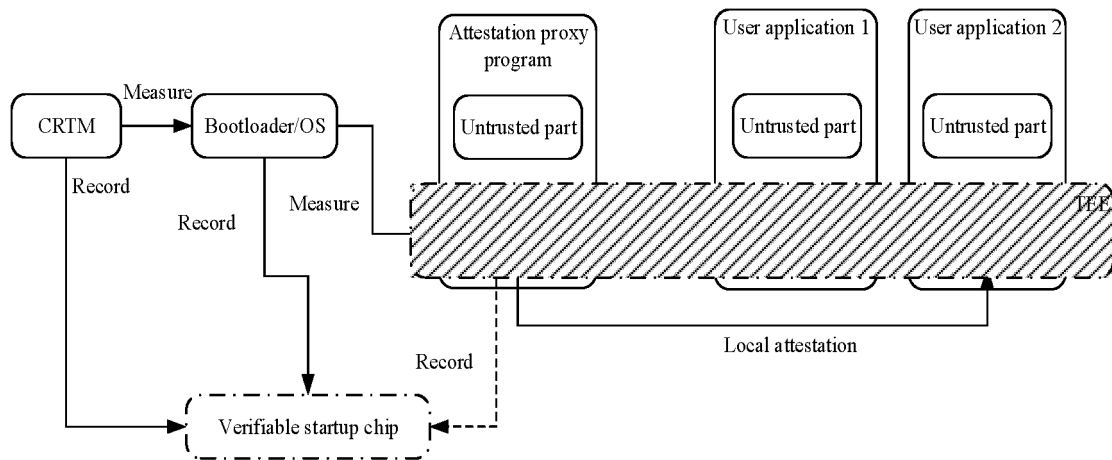 Attestation proxy
program
User application 1
User application 2
Measure
CRTM
Bootloader/OS
Untrusted part
Untrusted part
Untrusted part
Record
Record
Measure
TEE
Local attestation
Record
Verifiable startup chip